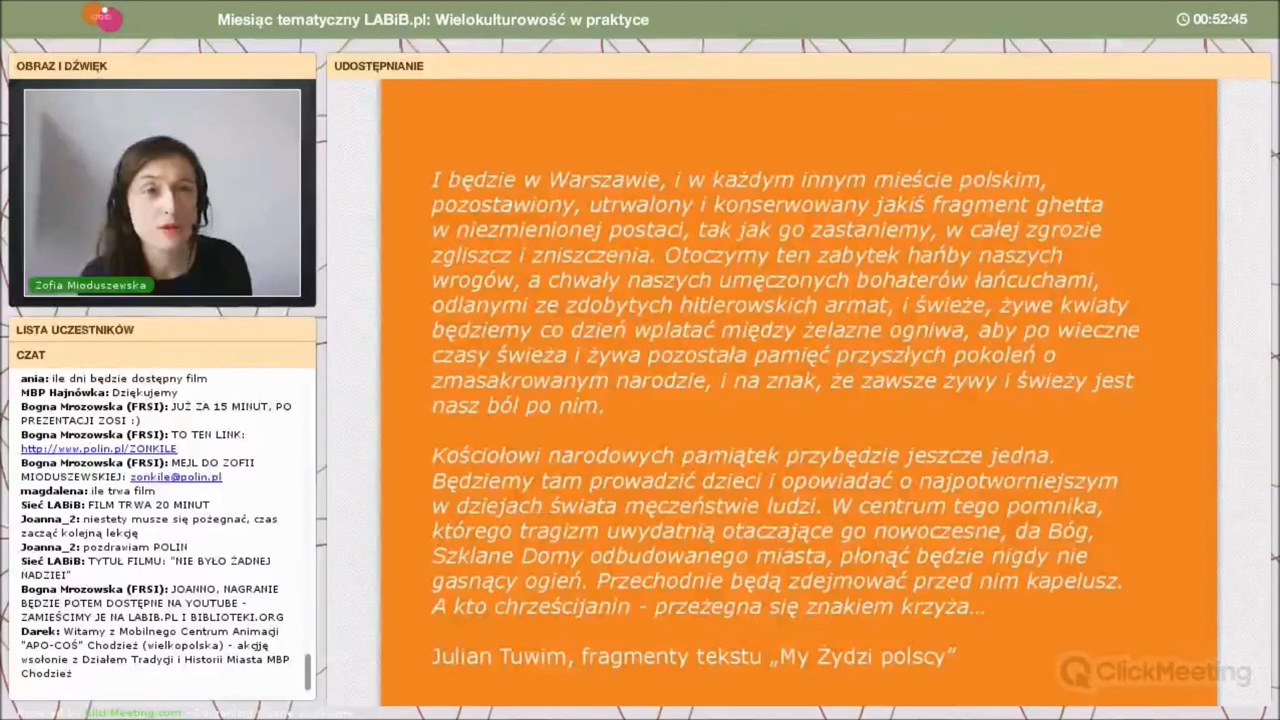 Miesiąc tematyczny LABiB.pl: Wielokulturowość w praktyce
00:52:45
OBRAZ I DŹWIĘK
Zofia Mioduszewska
LISTA UCZESTNIKÓW
CZAT
ania: ile dni będzie dostępny film
MBP Hajnówka: Dziękujemy
Bogna Mrozowska (FRSI): JUŻ ZA 15 MINUT, PO
PREZENTACJI ZOSI :)
Bogna Mrozowska (FRSI): TO TEN LINK:
http://www.polin.pl/ZONKILE
Bogna Mrozowska (FRSI): MEJL DO ZOFII
MIODUSZEWSKIEJ: zonkile@polin.pl
magdalena: ile trwa film
Sieć LABiB: FILM TRWA 20 MINUT
Joanna_2: niestety musze się pożegnać, czas
zacząć kolejną lekcję
Joanna_2: pozdrawiam POLIN
Sieć LABiB: TYTUŁ FILMU: "NIE BYŁO ŻADNEJ
NADZIEI"
Bogna Mrozowska (FRSI): JOANNO, NAGRANIE
BĘDZIE POTEM DOSTĘPNE NA YOUTUBE -
ZAMIEŚCIMY JE NA LABIB.PL I BIBLIOTEKI.ORG
Darek: Witamy z Mobilnego Centrum Animacji
"APO-COŚ" Chodzież (wielkopolska) - akcję
wsołonie z Działem Tradycji i Historii Miasta MBP
Chodzież
UDOSTĘPNIANIE
I będzie w Warszawie, i w każdym innym mieście polskim,
pozostawiony, utrwalony i konserwowany jakiś fragment ghetta
w niezmienionej postaci, tak jak go zastaniemy, w całej zgrozie
zgliszcz i zniszczenia. Otoczymy ten zabytek hańby naszych
wrogów, a chwały naszych umęczonych bohaterów łańcuchami,
odlanymi ze zdobytych hitlerowskich armat, i świeże, żywe kwiaty
będziemy co dzień wplatać między żelazne ogniwa, aby po wieczne
czasy świeża i żywa pozostała pamięć przyszłych pokoleń o
zmasakrowanym narodzie, i na znak, że zawsze żywy i świeży jest
nasz ból po nim.
Kościołowi narodowych pamiątek przybędzie jeszcze jedna.
Będziemy tam prowadzić dzieci i opowiadać o najpotworniejszym
w dziejach świata męczeństwie ludzi. W centrum tego pomnika,
którego tragizm uwydatnią otaczające go nowoczesne, da Bóg,
Szklane Domy odbudowanego miasta, płonąć będzie nigdy nie
gasnący ogień. Przechodnie będą zdejmować przed nim kapelusz.
A kto chrześcijanin - przeżegna się znakiem krzyża...
Julian Tuwim, fragmenty tekstu „My Żydzi polscy”
ClickMeeting
ClickMeeting.com